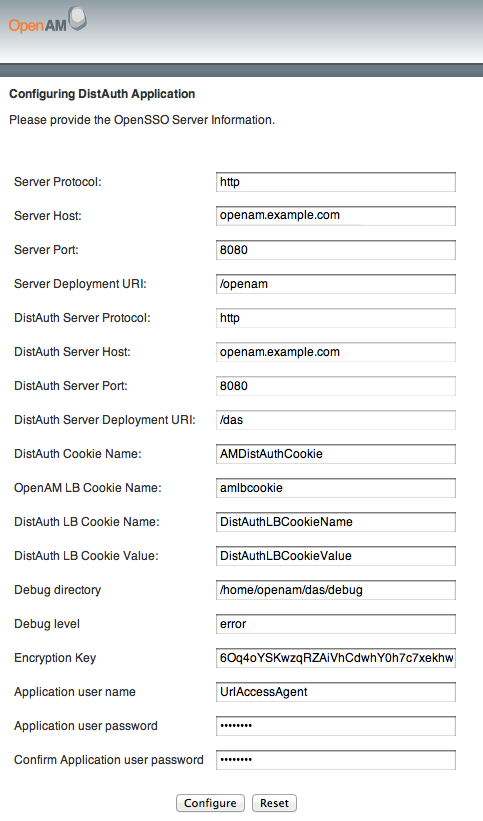 OpenAM
Configuring DistAuth Application
Please provide the OpenSSO Server Information.
Server Protocol: http
Server Host: openam.example.com
Server Port: 8080
Server Deployment URI: /openam
DistAuth Server Protocol: http
DistAuth Server Host: openam.example.com
DistAuth Server Port: 8080
DistAuth Server Deployment URI: /das
DistAuth Cookie Name: AMDistAuthCookie
OpenAM LB Cookie Name: amlbcookie
DistAuth LB Cookie Name: DistAuthLBCookieName
DistAuth LB Cookie Value: DistAuthLBCookieValue
Debug directory /home/openam/das/debug
Debug level error
Encryption Key 6Oq4oYSKwzqRZAiVhCdwhY0h7c7xekhw
Application user name UrlAccessAgent
Application user password ••••••••
Confirm Application user password ••••••••
Configure Reset